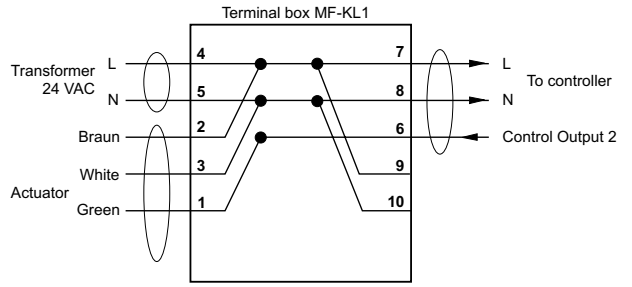 Terminal box MF-KL1
Transformer
24 VAC
L
N
4
5
7
8
L
N
To controller
Braun
2
6
Control Output 2
Actuator
White
3
9
Green
1
10